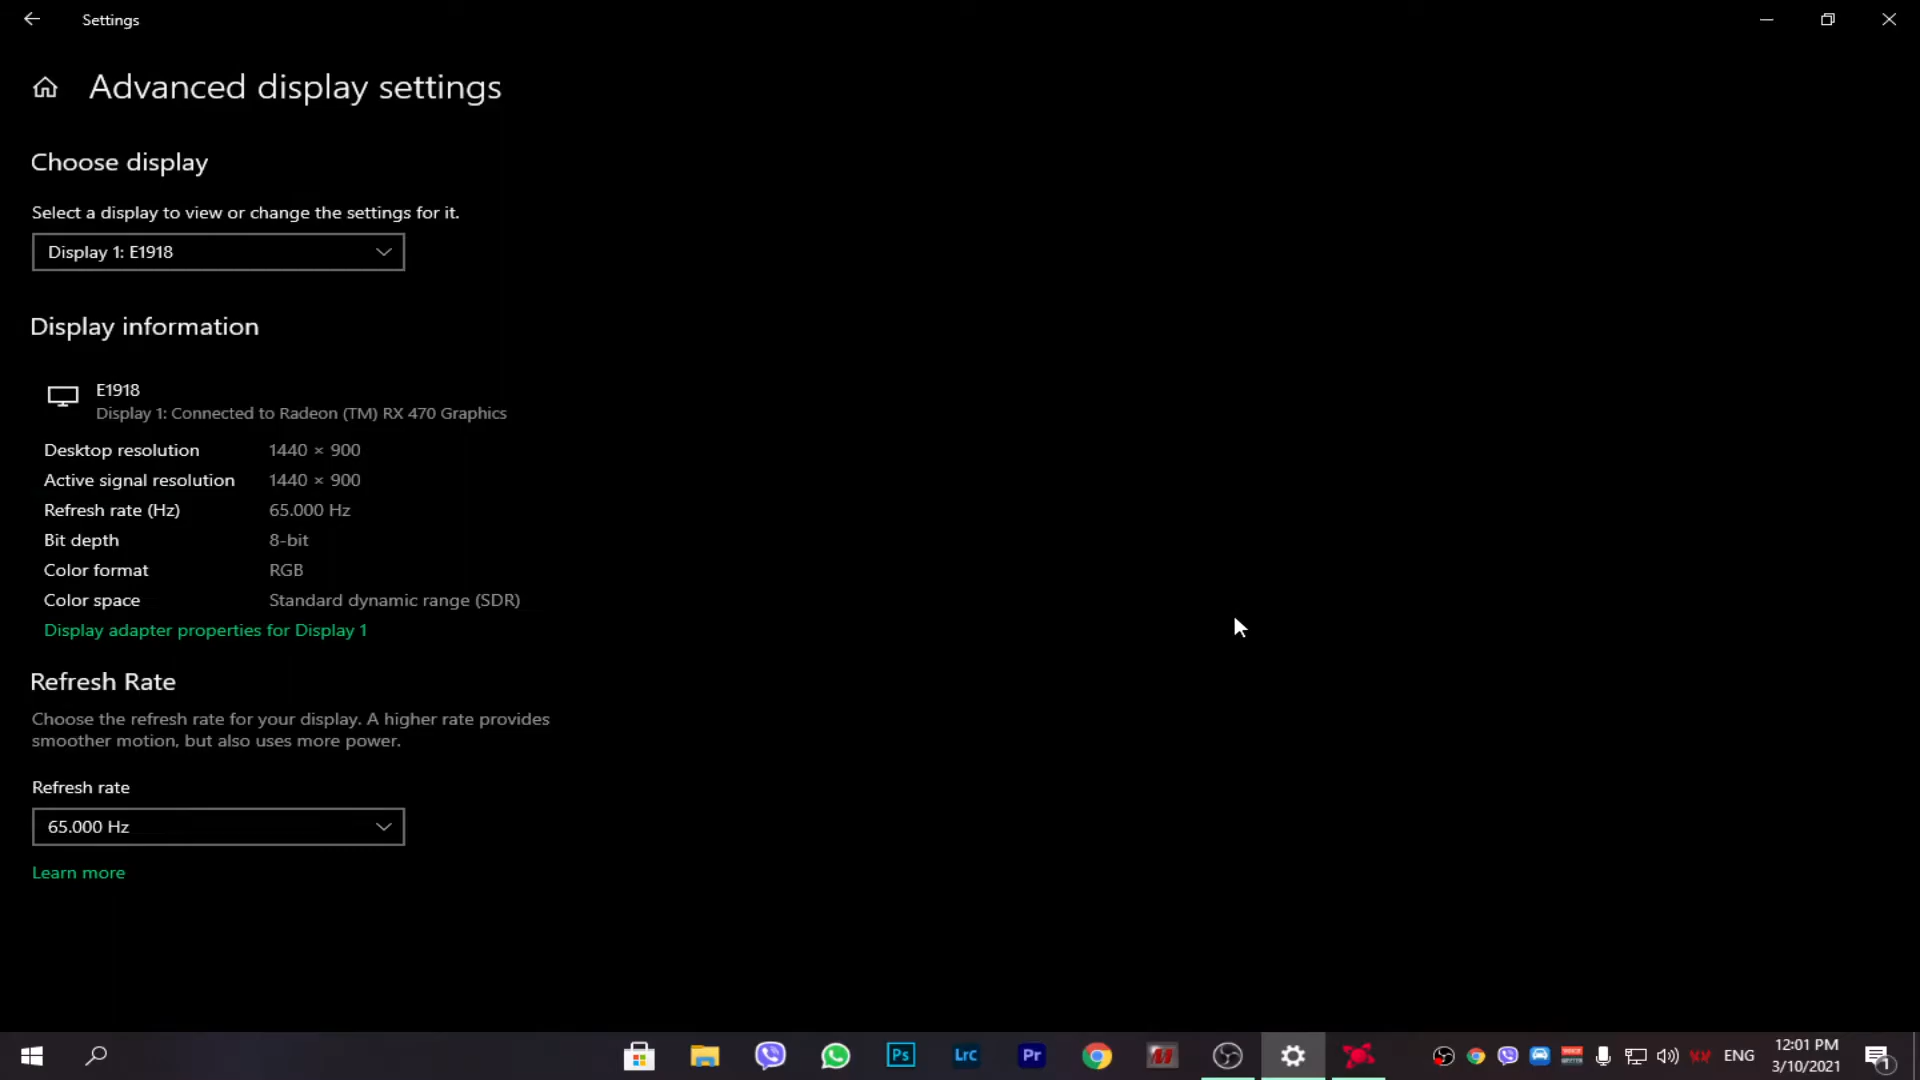 Settings
Advanced display settings
Choose display
Select a display to view or change the settings for it.
Display 1: E1918
Display information
E1918
Display 1: Connected to Radeon (TM) RX 470 Graphics
Desktop resolution 1440 × 900
Active signal resolution 1440 × 900
Refresh rate (Hz) 65.000 Hz
Bit depth 8-bit
Color format RGB
Color space Standard dynamic range (SDR)
Display adapter properties for Display 1
Refresh Rate
Choose the refresh rate for your display. A higher rate provides
smoother motion, but also uses more power.
Refresh rate
65.000 Hz
Learn more
Ps LrC Pr ENG 12:01 PM
3/10/2021 1